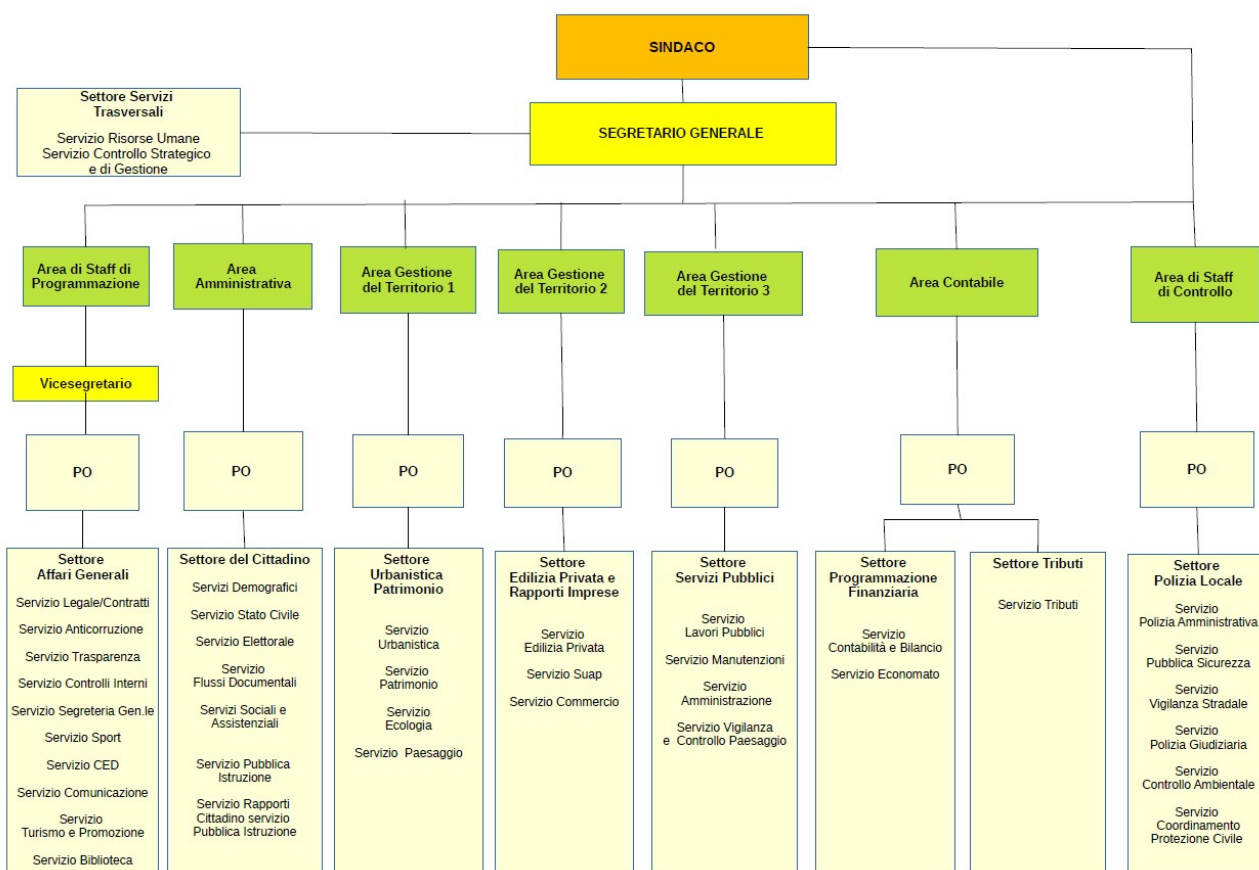 SINDACO
Settore Servizi
Trasversali
Servizio Risorse Umane
Servizio Controllo Strategico
e di Gestione
SEGRETARIO GENERALE
Area di Staff di
Programmazione
Area
Amministrativa
Area Gestione
del Territorio 1
Area Gestione
del Territorio 2
Area Gestione
del Territorio 3
Area Contabile
Area di Staff
di Controllo
Vicesegretario
PO
PO
PO
PO
PO
PO
PO
Settore
Affari Generali
Servizio Legale/Contratti
Servizio Anticorruzione
Servizio Trasparenza
Servizio Controlli Interni
Servizio Segreteria Gen.le
Servizio Sport
Servizio CED
Servizio Comunicazione
Servizio
Turismo e Promozione
Servizio Biblioteca
Settore del Cittadino
Servizi Demografici
Servizio Stato Civile
Servizio Elettorale
Servizio
Flussi Documentali
Servizi Sociali e
Assistenziali
Servizio Pubblica
Istruzione
Servizio Rapporti
Cittadino servizio
Pubblica Istruzione
Settore
Urbanistica
Patrimonio
Servizio
Urbanistica
Servizio
Patrimonio
Servizio
Ecologia
Servizio Paesaggio
Settore
Edilizia Privata e
Rapporti Imprese
Servizio
Edilizia Privata
Servizio Suap
Servizio Commercio
Settore
Servizi Pubblici
Servizio
Lavori Pubblici
Servizio Manutenzioni
Servizio
Amministrazione
Servizio Vigilanza
e Controllo Paesaggio
Settore
Programmazione
Finanziaria
Servizio
Contabilità e Bilancio
Servizio Economato
Settore Tributi
Servizio Tributi
Settore
Polizia Locale
Servizio
Polizia Amministrativa
Servizio
Pubblica Sicurezza
Servizio
Vigilanza Stradale
Servizio
Polizia Giudiziaria
Servizio
Controllo Ambientale
Servizio
Coordinamento
Protezione Civile